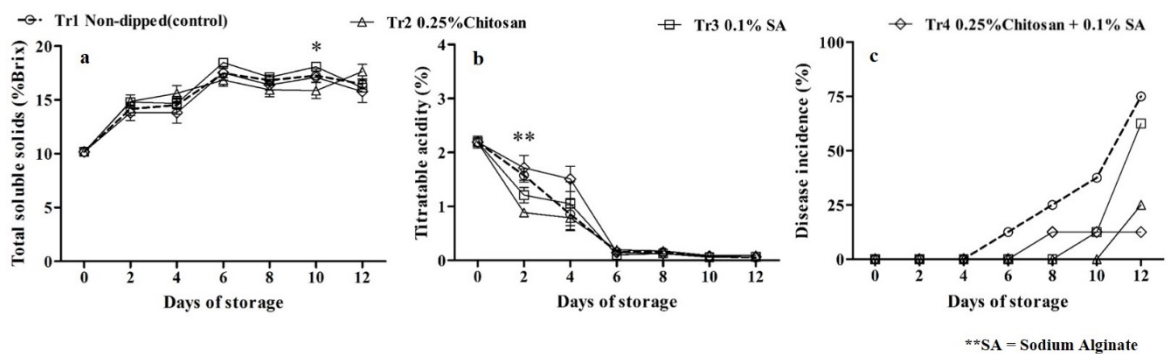 Tr1 Non-dipped(control) Tr2 0.25%Chitosan Tr3 0.1% SA Tr4 0.25%Chitosan + 0.1% SA
a
*
Total soluble solids (%Brix)
20
15
10
5
0
0 2 4 6 8 10 12
Days of storage
b
**
Titratable acidity (%)
4
3
2
1
0
0 2 4 6 8 10 12
Days of storage
c
Disease incidence (%)
100
75
50
25
0
0 2 4 6 8 10 12
Days of storage
**SA = Sodium Alginate